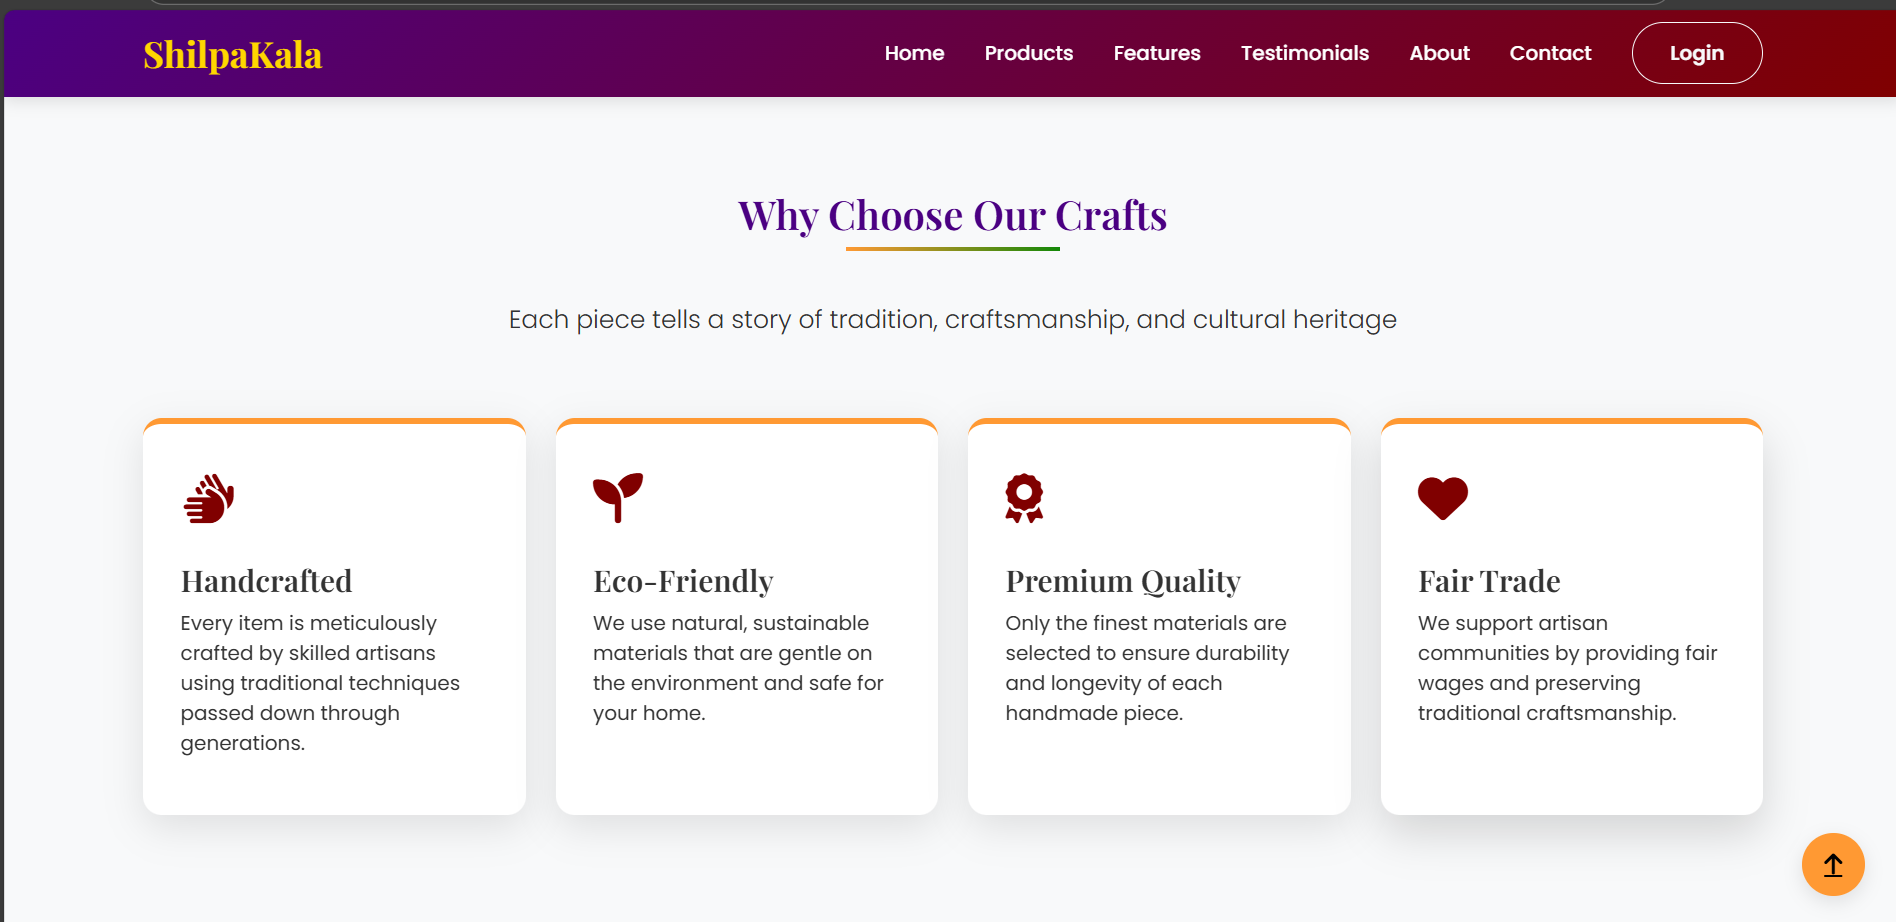 ShilpaKala
Home Products Features Testimonials About Contact Login
Why Choose Our Crafts
Each piece tells a story of tradition, craftsmanship, and cultural heritage
Handcrafted
Every item is meticulously
crafted by skilled artisans
using traditional techniques
passed down through
generations.
Eco-Friendly
We use natural, sustainable
materials that are gentle on
the environment and safe for
your home.
Premium Quality
Only the finest materials are
selected to ensure durability
and longevity of each
handmade piece.
Fair Trade
We support artisan
communities by providing fair
wages and preserving
traditional craftsmanship.